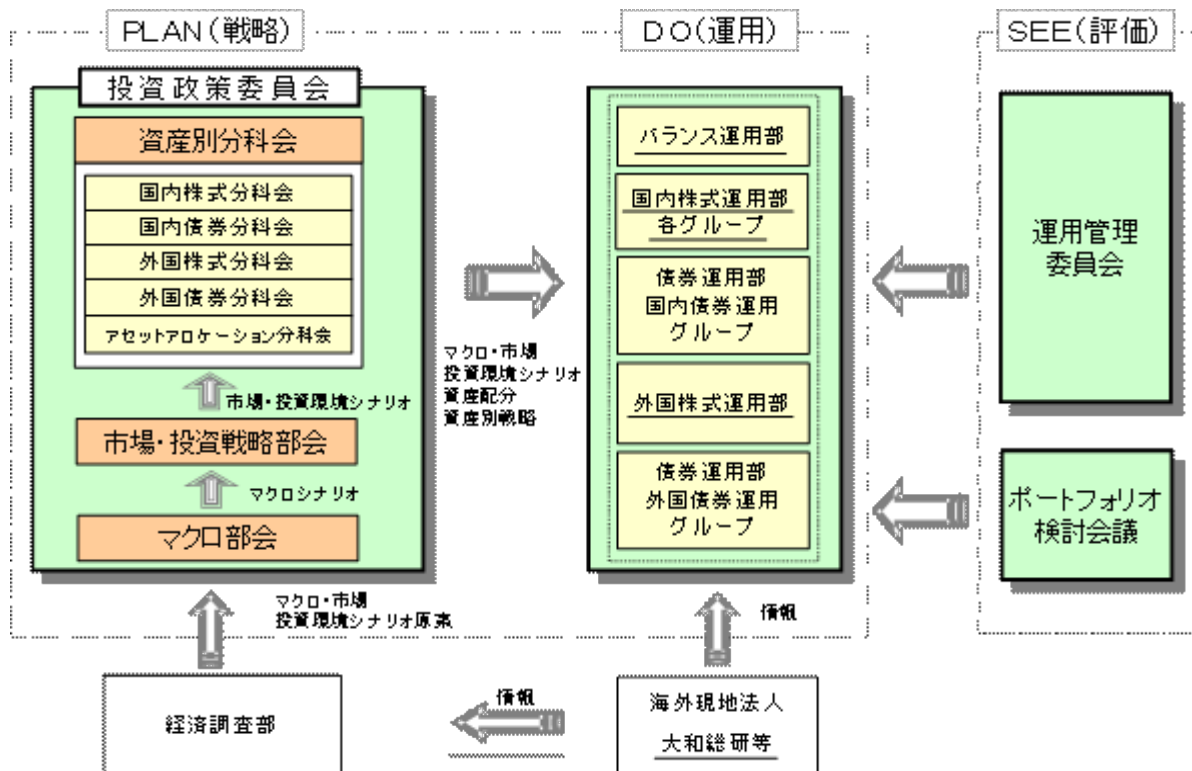 PLAN(戦略)
投資政策委員会
資産別分科会
国内株式分科会
国内債券分科会
外国株式分科会
外国債券分科会
アセットアロケーション分科会
市場・投資環境シナリオ
市場・投資戦略部会
マクロシナリオ
マクロ部会
マクロ・市場
投資環境シナリオ
資産配分
資産別戦略
DO(運用)
バランス運用部
国内株式運用部
各グループ
債券運用部
国内債券運用
グループ
外国株式運用部
債券運用部
外国債券運用
グループ
SEE(評価)
運用管理
委員会
ポートフォリオ
検討会議
マクロ・市場
投資環境シナリオ原案
情報
経済調査部
情報
海外現地法人
大和総研等